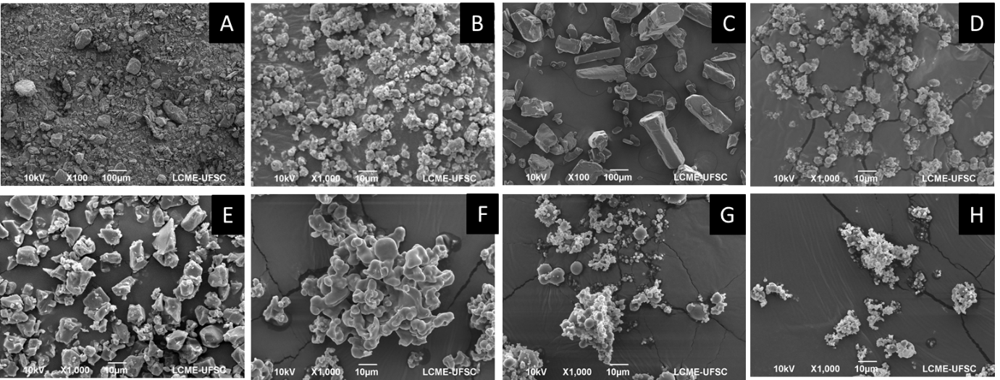 A
10kV X100 100µm LCME-UFSC
B
10kV X1,000 10µm LCME-UFSC
C
10kV X100 100µm LCME-UFSC
D
10kV X1,000 10µm LCME-UFSC
E
10kV X1,000 10µm LCME-UFSC
F
10kV X1,000 10µm LCME-UFSC
G
10kV X1,000 10µm LCME-UFSC
H
10kV X1,000 10µm LCME-UFSC